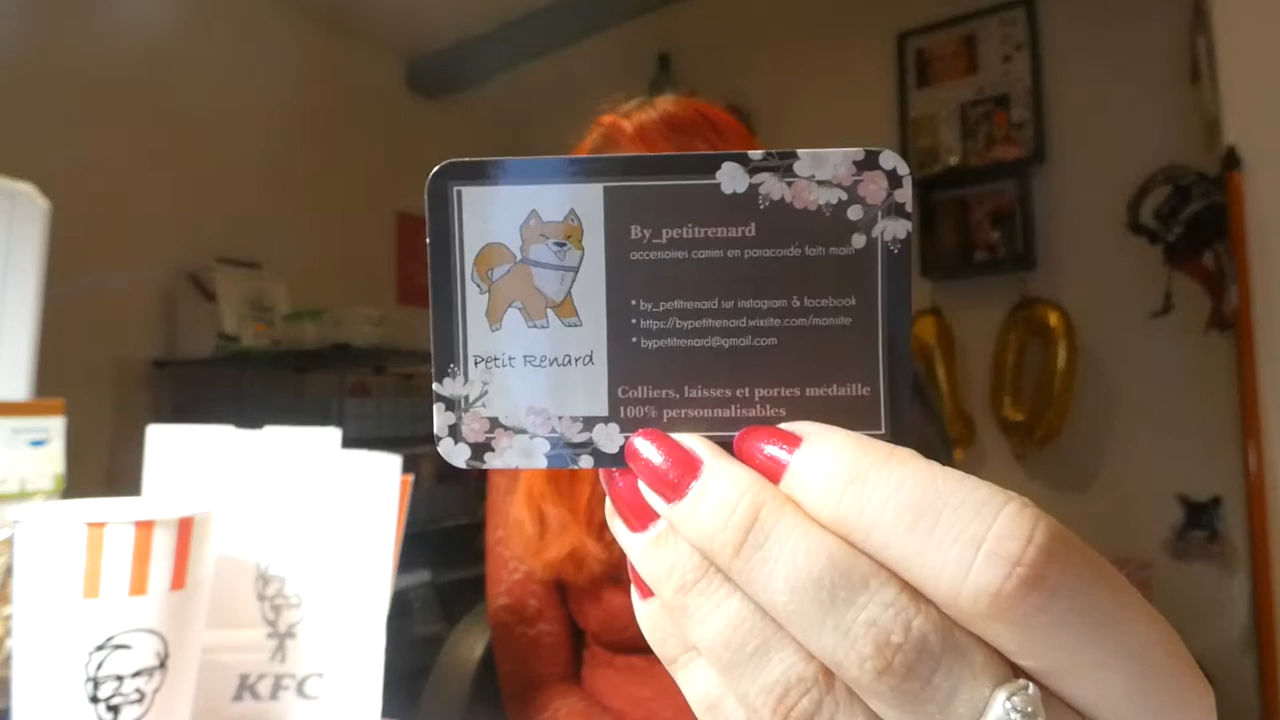 By_petitrenard
accessoires canins en paracorde faits main
* by_petitrenard sur instagram & facebook
* https://bypetitrenard.wixsite.com/monsite
* bypetitrenard@gmail.com
Petit Renard
Colliers, laisses et portes médaille
100% personnalisables
KFC
10